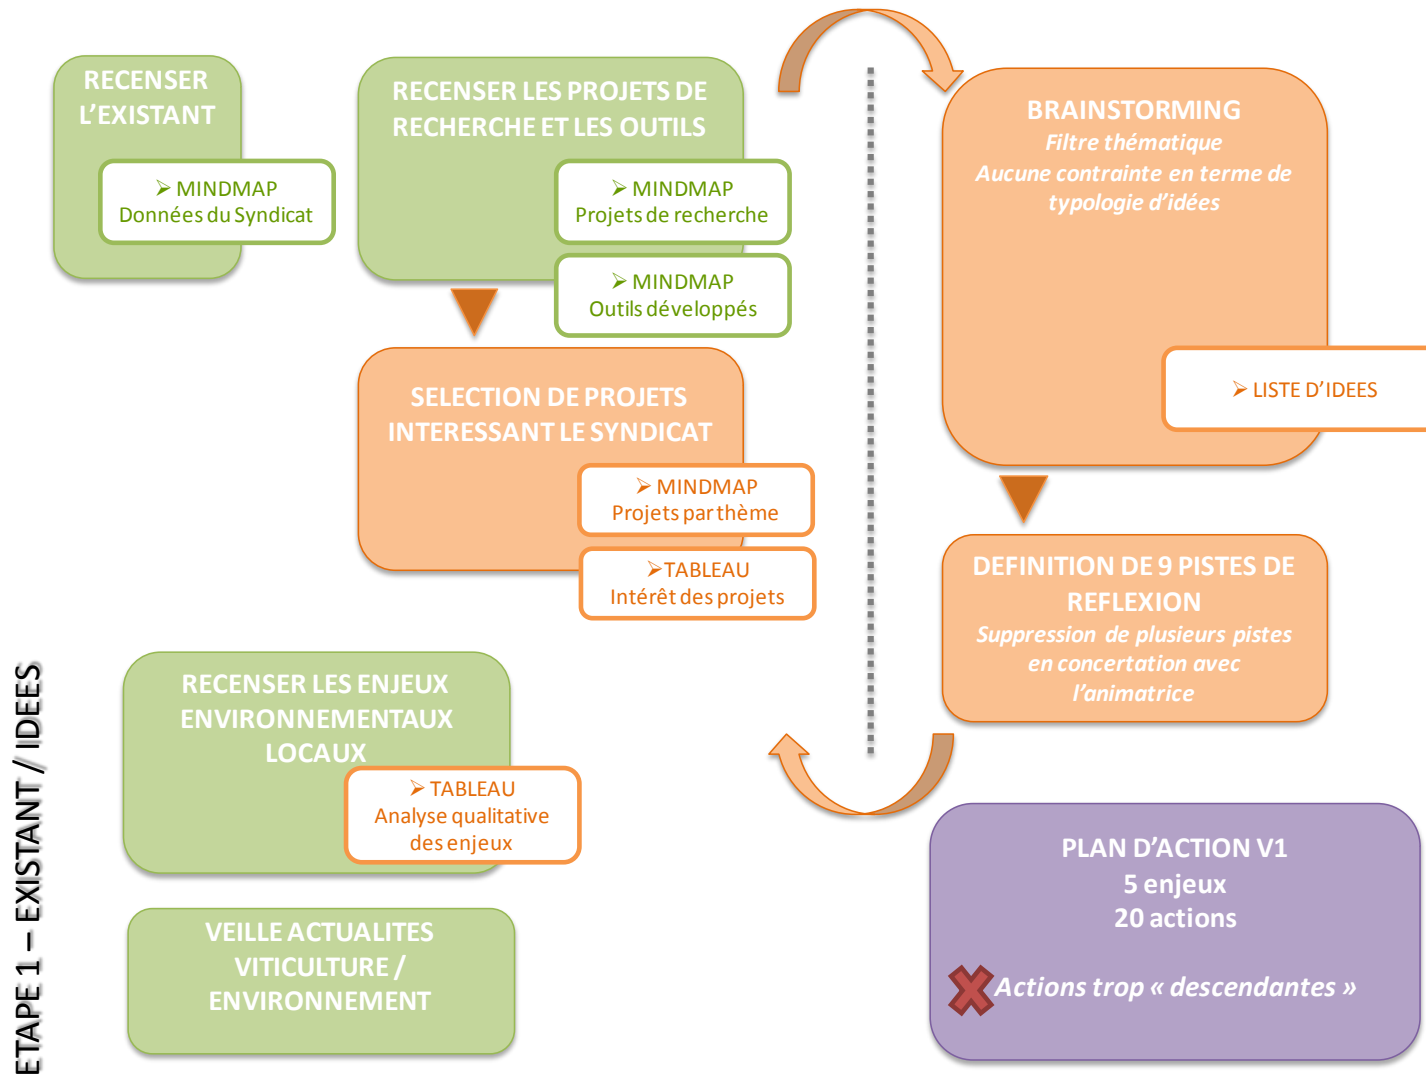 RECENSER
L’EXISTANT
➢ MINDMAP
Données du Syndicat
RECENSER LES PROJETS DE
RECHERCHE ET LES OUTILS
➢ MINDMAP
Projets de recherche
➢ MINDMAP
Outils développés
SELECTION DE PROJETS
INTERESSANT LE SYNDICAT
➢ MINDMAP
Projets par thème
➢TABLEAU
Intérêt des projets
RECENSER LES ENJEUX
ENVIRONNEMENTAUX
LOCAUX
➢ TABLEAU
Analyse qualitative
des enjeux
VEILLE ACTUALITES
VITICULTURE /
ENVIRONNEMENT
ETAPE 1 – EXISTANT / IDEES
BRAINSTORMING
Filtre thématique
Aucune contrainte en terme de
typologie d’idées
➢ LISTE D’IDEES
DEFINITION DE 9 PISTES DE
REFLEXION
Suppression de plusieurs pistes
en concertation avec
l’animatrice
PLAN D’ACTION V1
5 enjeux
20 actions
Actions trop « descendantes »